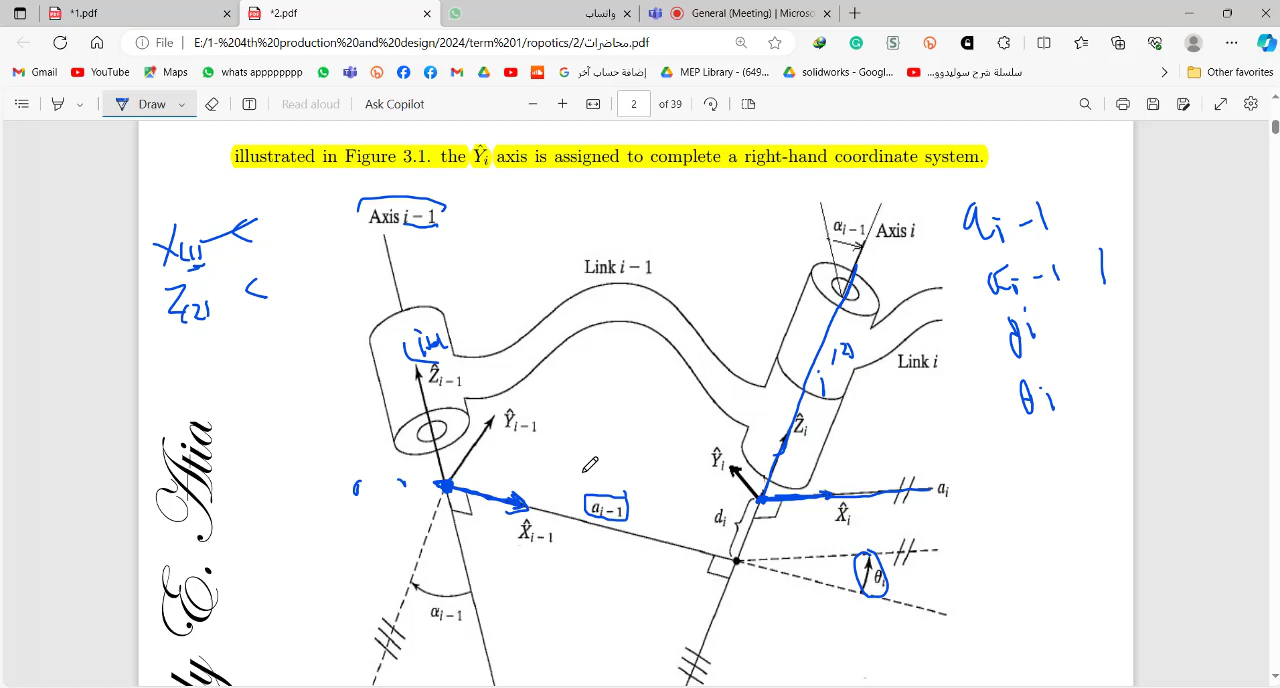 *1.pdf
*2.pdf
واتساب
General (Meeting) | Microso
File
E:/1-%204th%20production%20and%20design/2024/term%201/ropotics/2/محاضرات.pdf
Gmail
YouTube
Maps
whats apppppppp
إضافة حساب آخر
MEP Library - (649...
solidworks - Googl...
سلسلة شرح سوليدوو...
Other favorites
Draw
Read aloud
Ask Copilot
2
of 39
illustrated in Figure 3.1. the Ŷᵢ axis is assigned to complete a right-hand coordinate system.
Axis i − 1
αᵢ₋₁
Axis i
aᵢ - 1
Link i − 1
αᵢ - 1
Link i
θᵢ
Ẑᵢ₋₁
Ŷᵢ₋₁
Ẑᵢ
Ŷᵢ
aᵢ₋₁
aᵢ
X̂ᵢ₋₁
dᵢ
X̂ᵢ
θᵢ
αᵢ₋₁
E. Atia